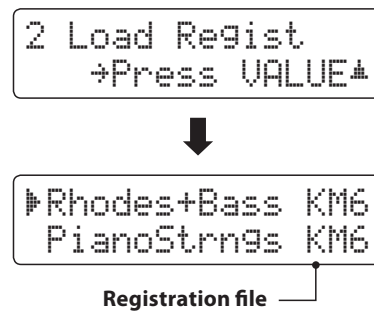 2 Load Regist
→Press VALUE▲
▶Rhodes+Bass KM6
PianoStrngs KM6
Registration file